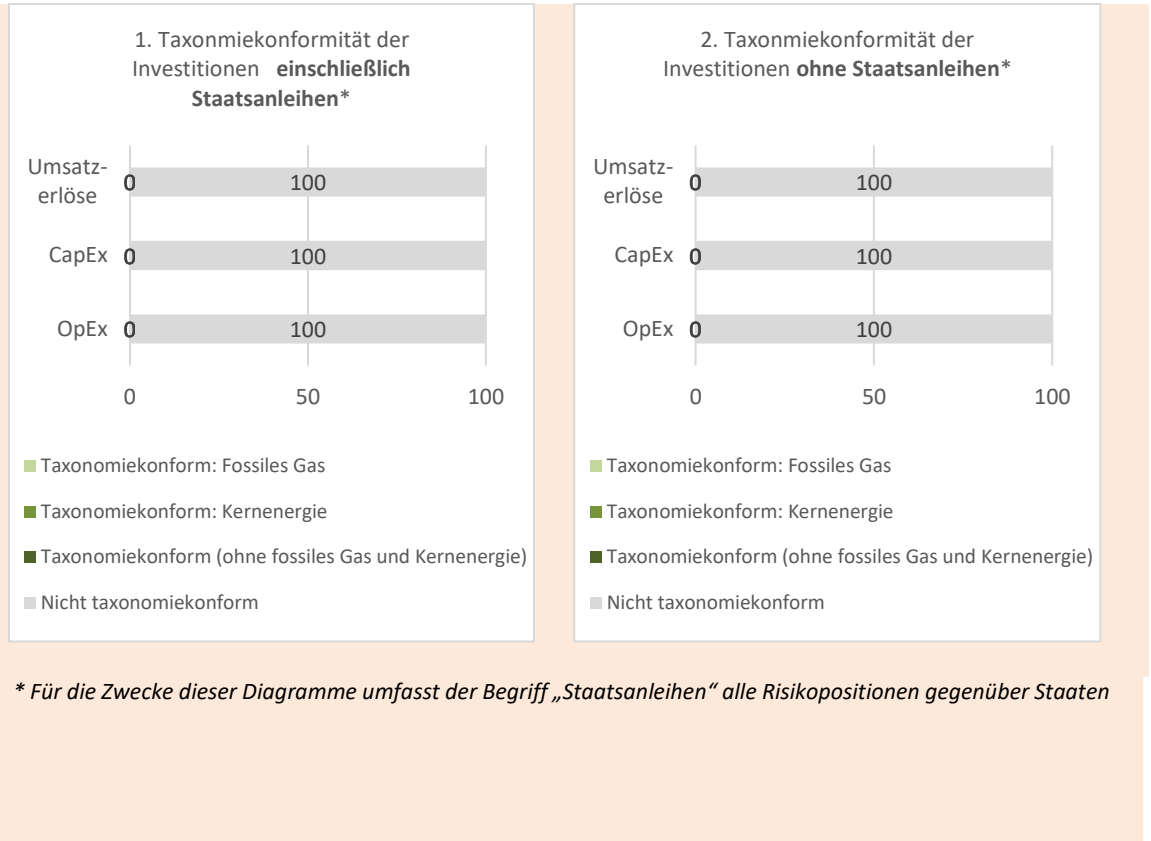 1. Taxonmiekonformität der
Investitionen einschließlich
Staatsanleihen*
Umsatz-
erlöse
0
100
CapEx
0
100
OpEx
0
100
0 50 100
Taxonomiekonform: Fossiles Gas
Taxonomiekonform: Kernenergie
Taxonomiekonform (ohne fossiles Gas und Kernenergie)
Nicht taxonomiekonform
2. Taxonmiekonformität der
Investitionen ohne Staatsanleihen*
Umsatz-
erlöse
0
100
CapEx
0
100
OpEx
0
100
0 50 100
Taxonomiekonform: Fossiles Gas
Taxonomiekonform: Kernenergie
Taxonomiekonform (ohne fossiles Gas und Kernenergie)
Nicht taxonomiekonform
* Für die Zwecke dieser Diagramme umfasst der Begriff „Staatsanleihen“ alle Risikopositionen gegenüber Staaten